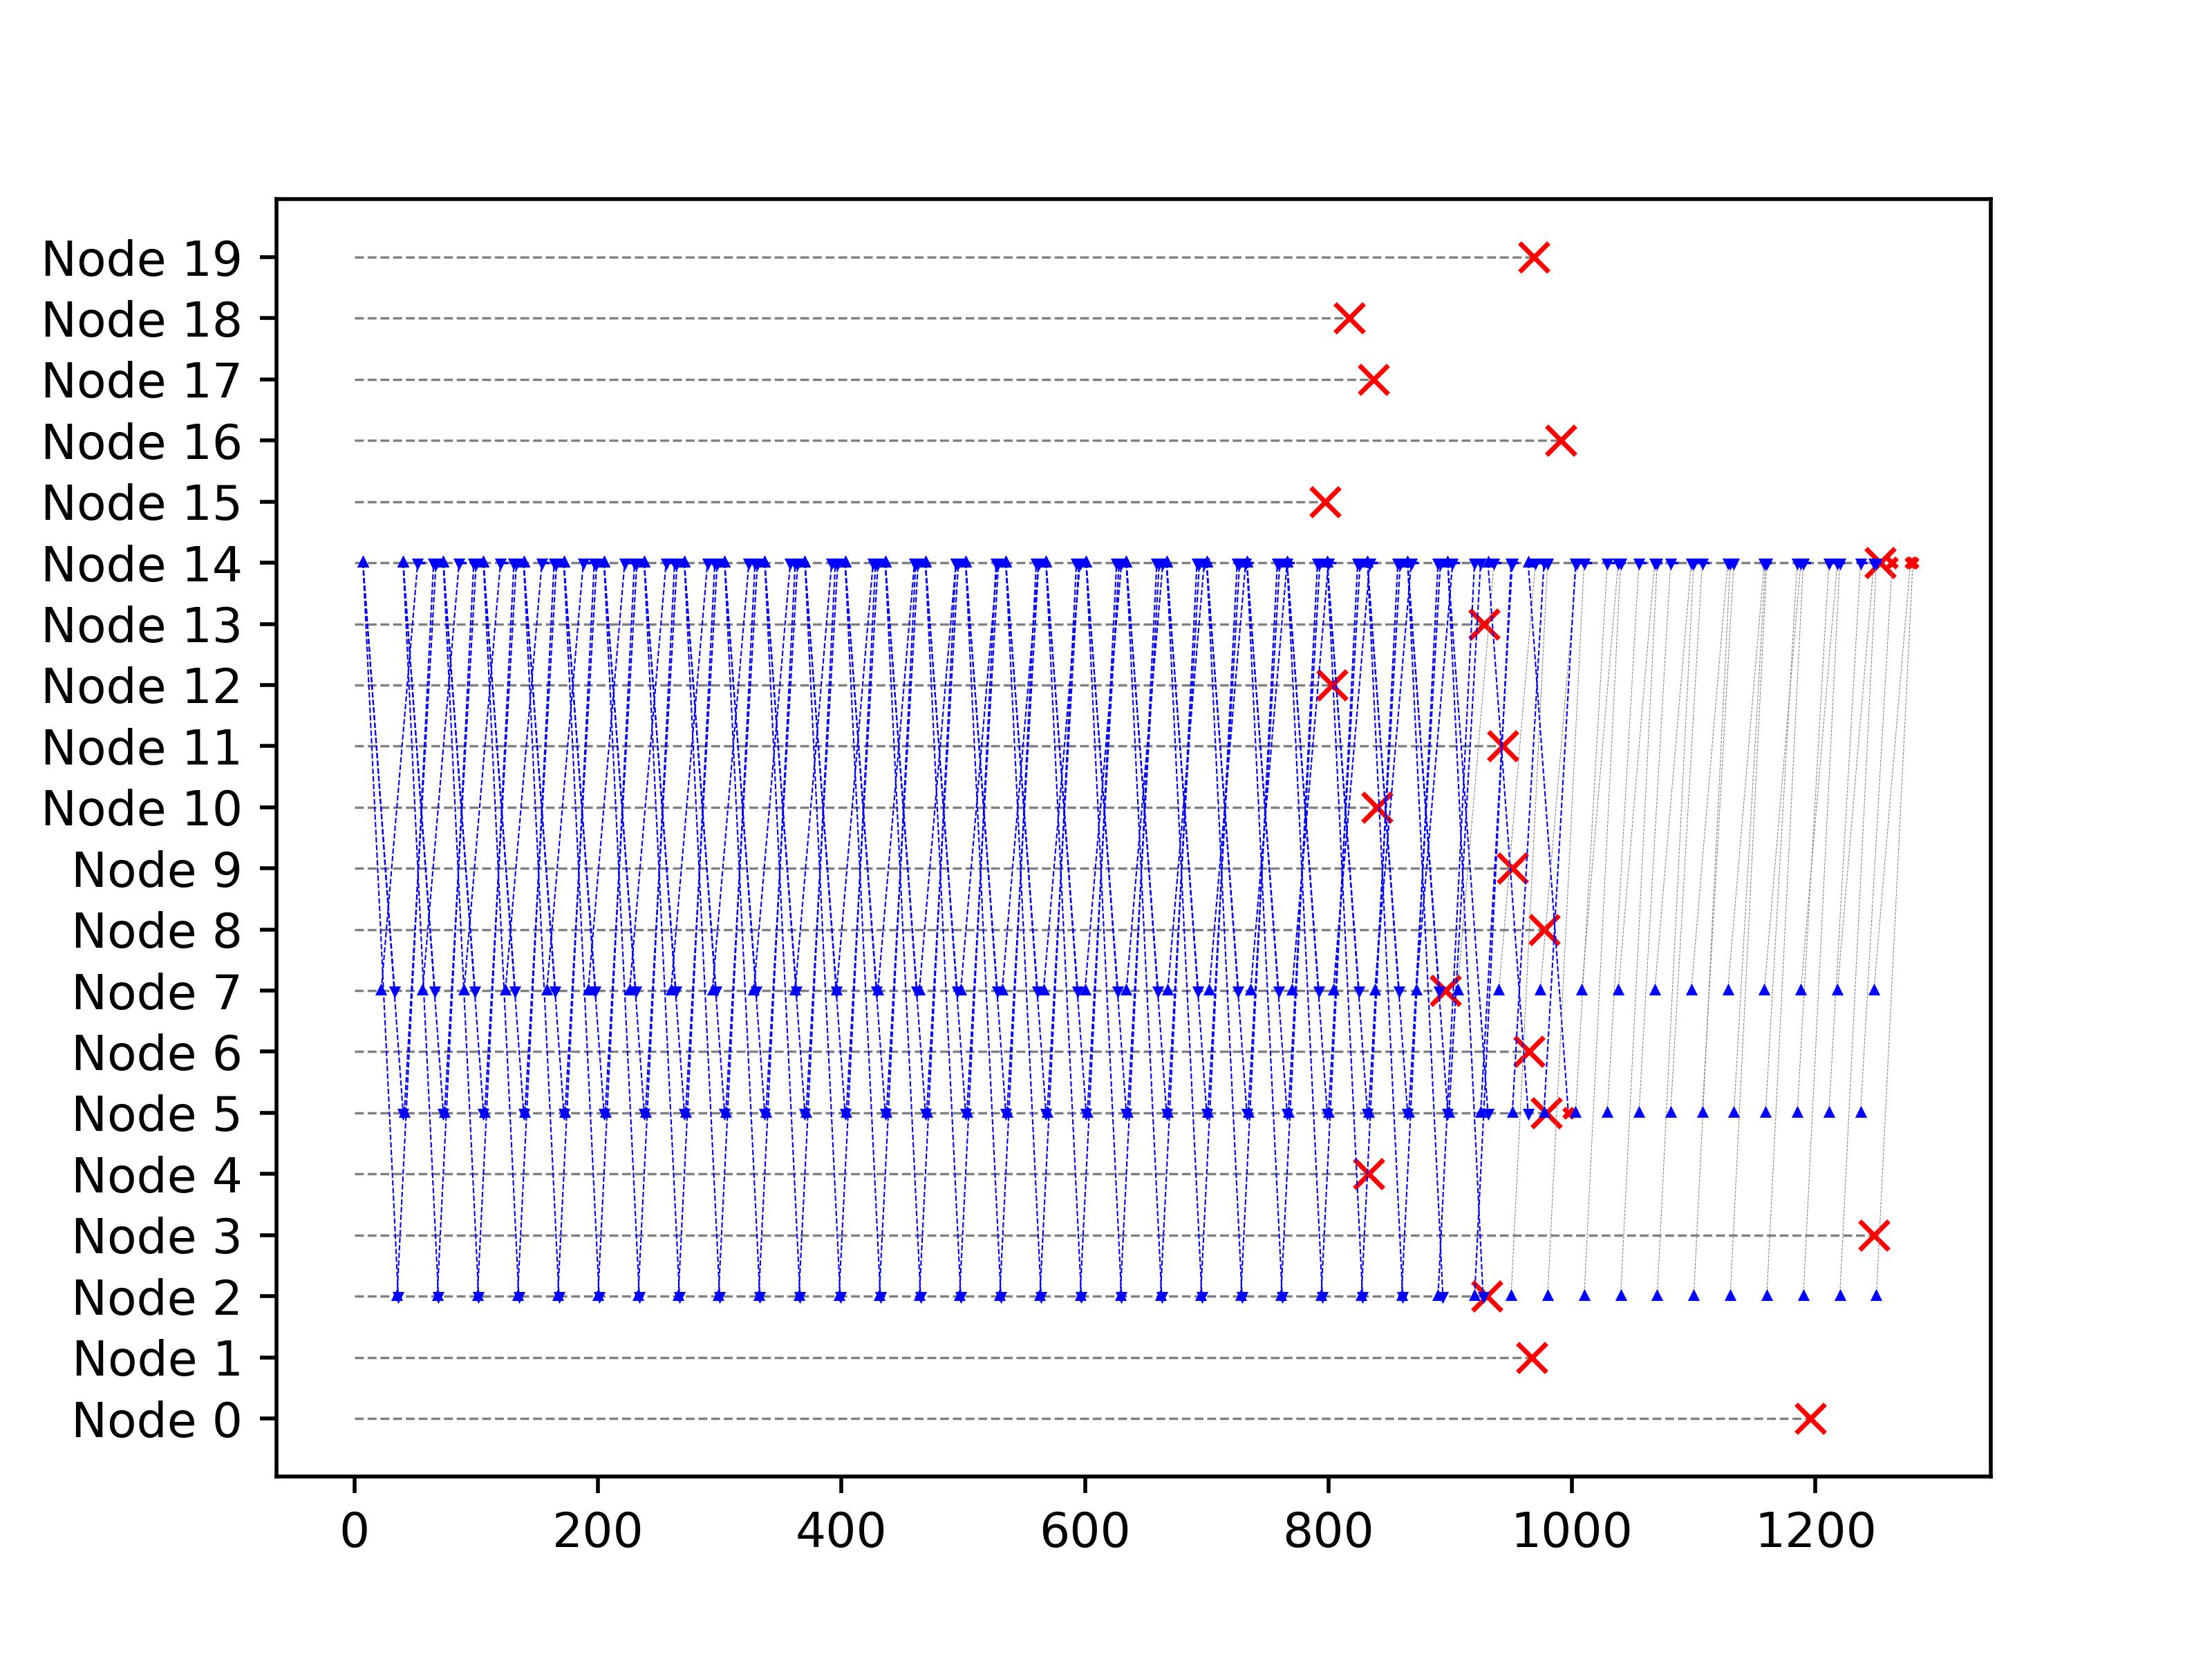 Node 19
Node 18
Node 17
Node 16
Node 15
Node 14
Node 13
Node 12
Node 11
Node 10
Node 9
Node 8
Node 7
Node 6
Node 5
Node 4
Node 3
Node 2
Node 1
Node 0
0 200 400 600 800 1000 1200